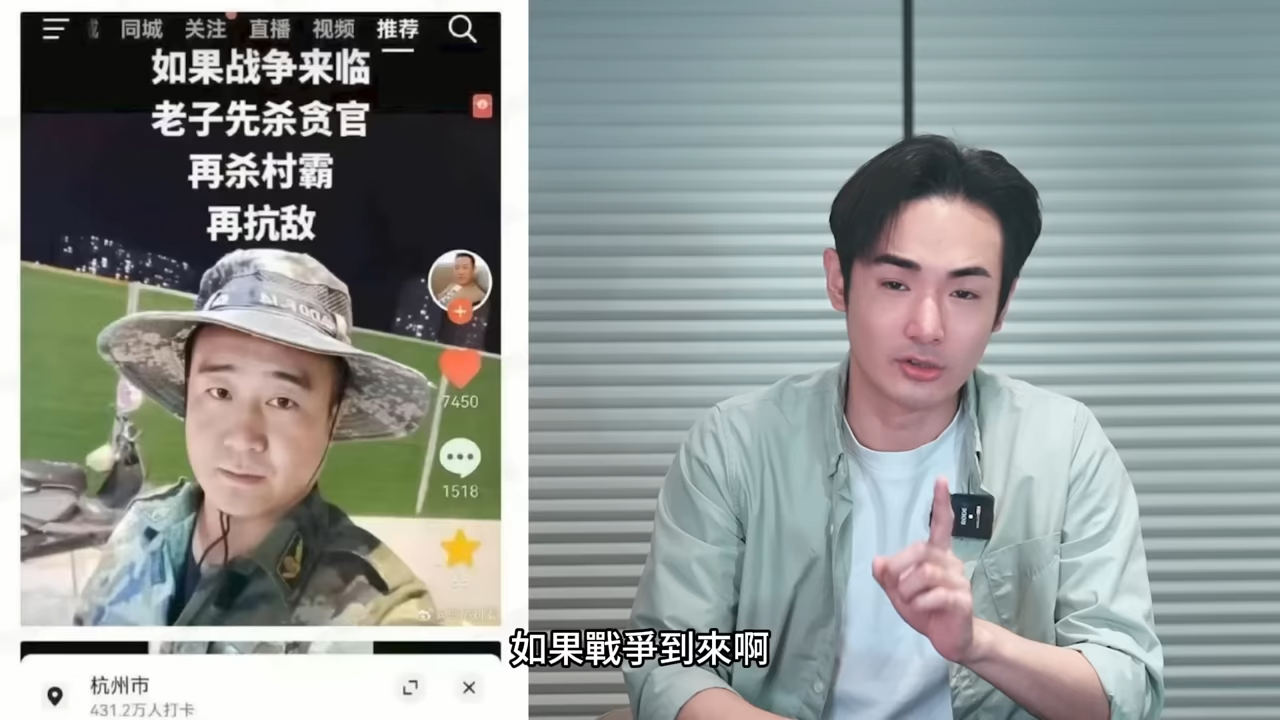 同城 关注 直播 视频 推荐
如果战争来临
老子先杀贪官
再杀村霸
再抗敌
7450
1518
如果戰爭到來啊
杭州市
431.2万人打卡